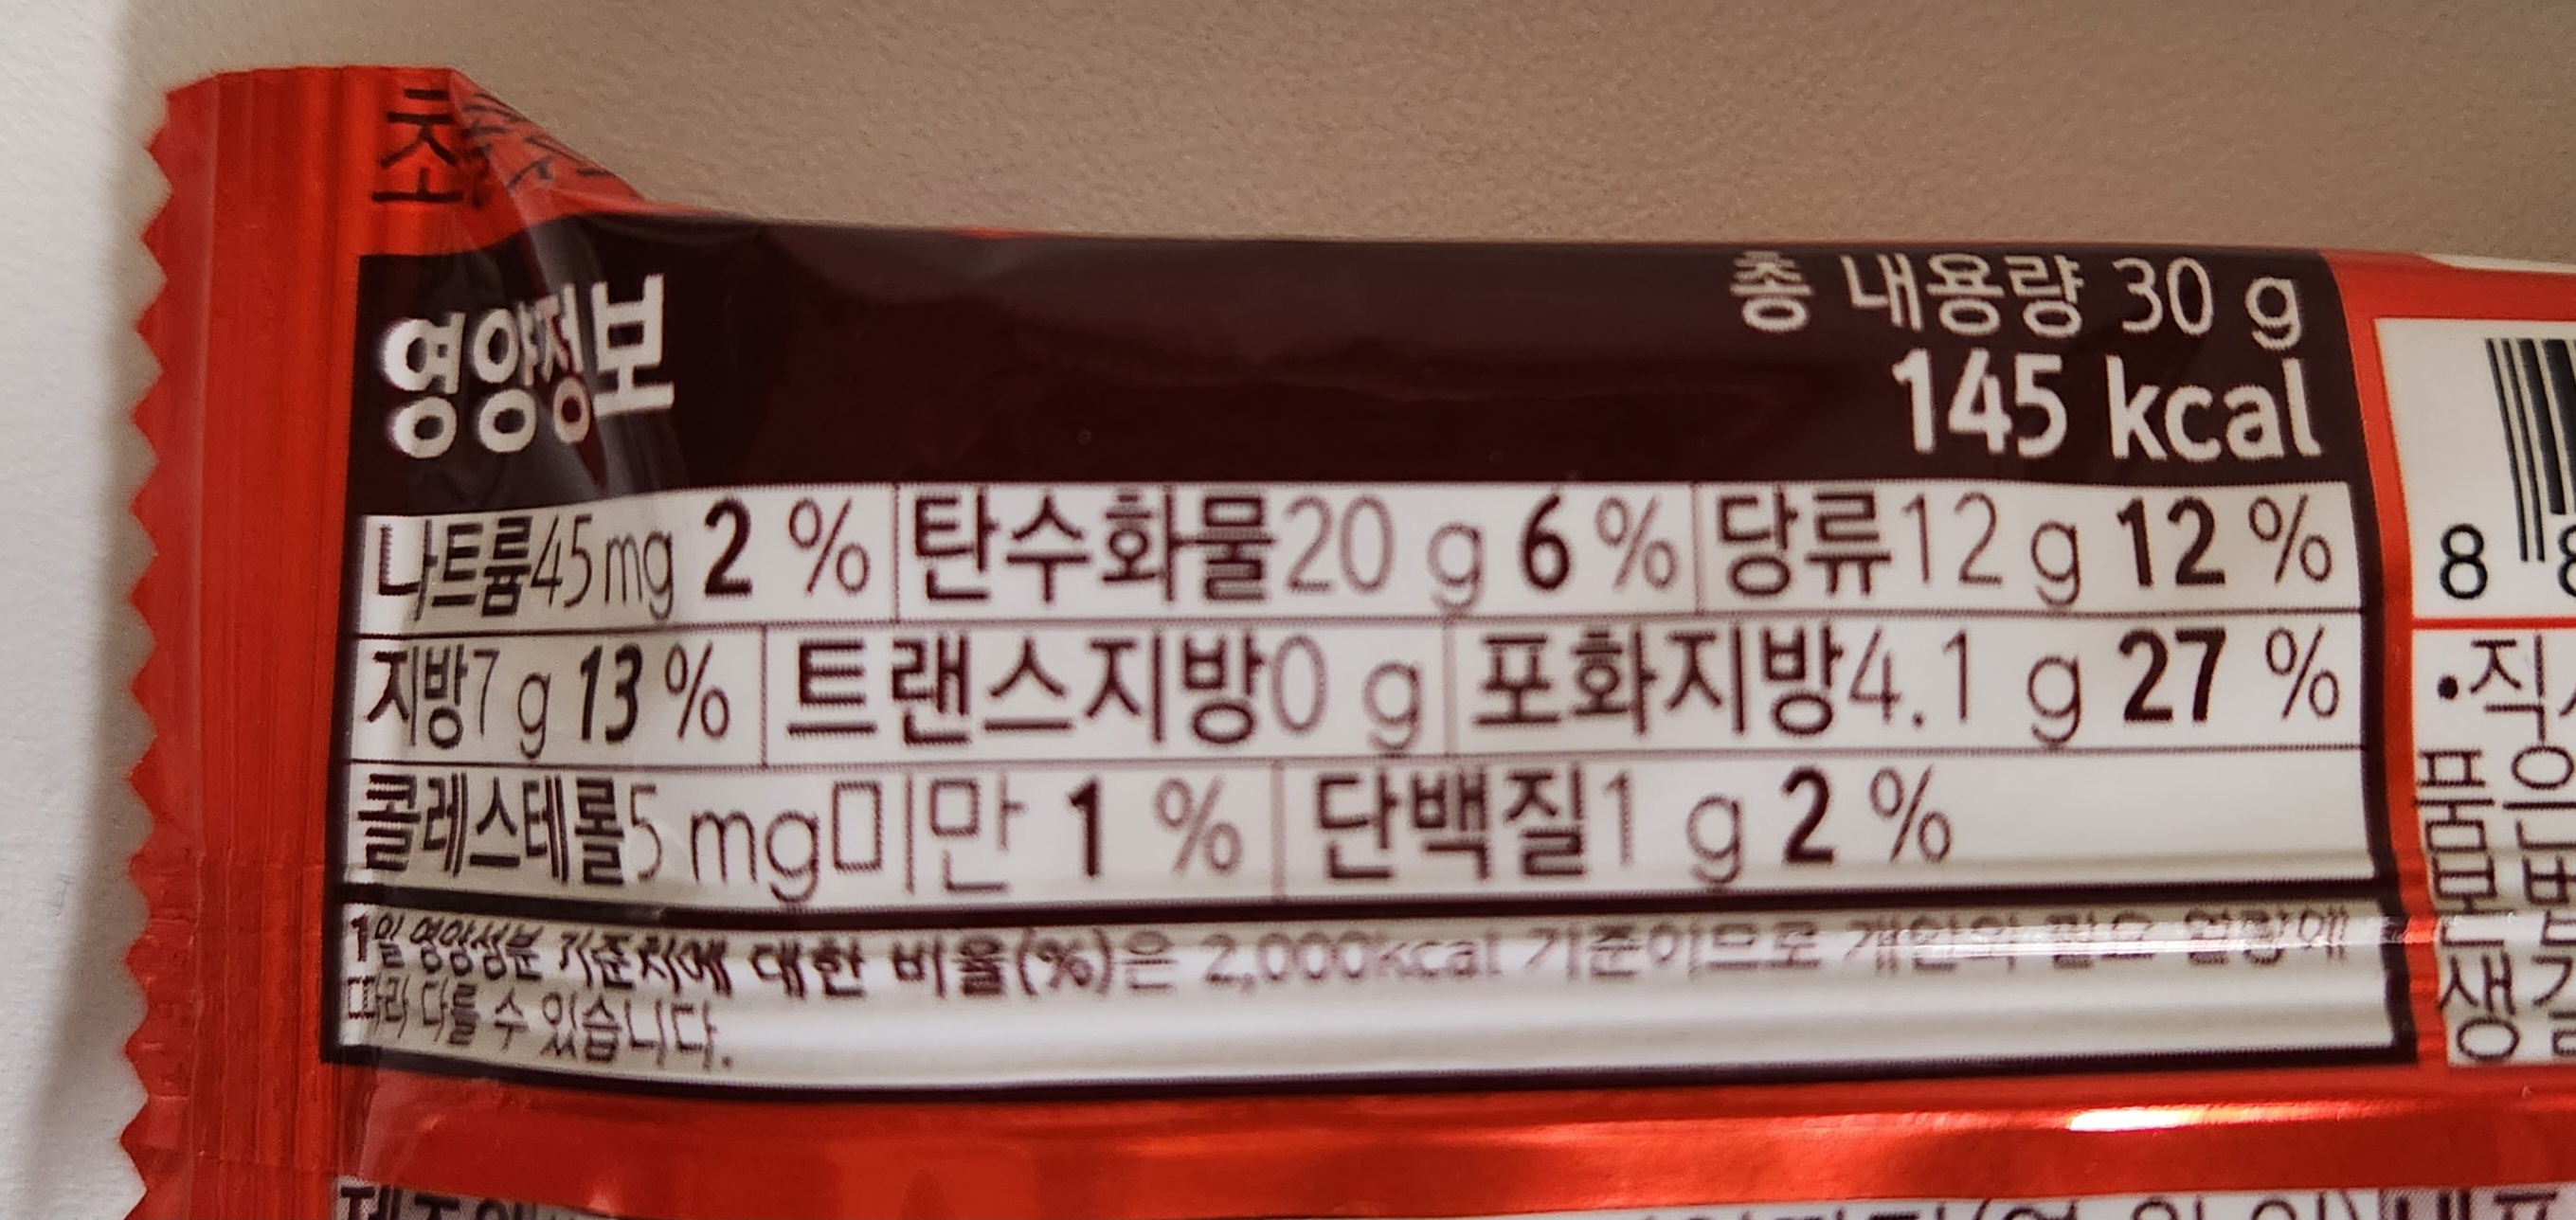 초
영양정보
총 내용량 30 g
145 kcal
나트륨45mg 2 % 탄수화물20 g 6 % 당류12 g 12 %
지방7 g 13 % 트랜스지방0 g 포화지방4.1 g 27 %
콜레스테롤5 mg미만 1 % 단백질1 g 2 %
1일 영양성분 기준치에 대한 비율(%)은 2,000kcal 기준이므로 개인의 필요 열량에
따라 다를 수 있습니다.
8